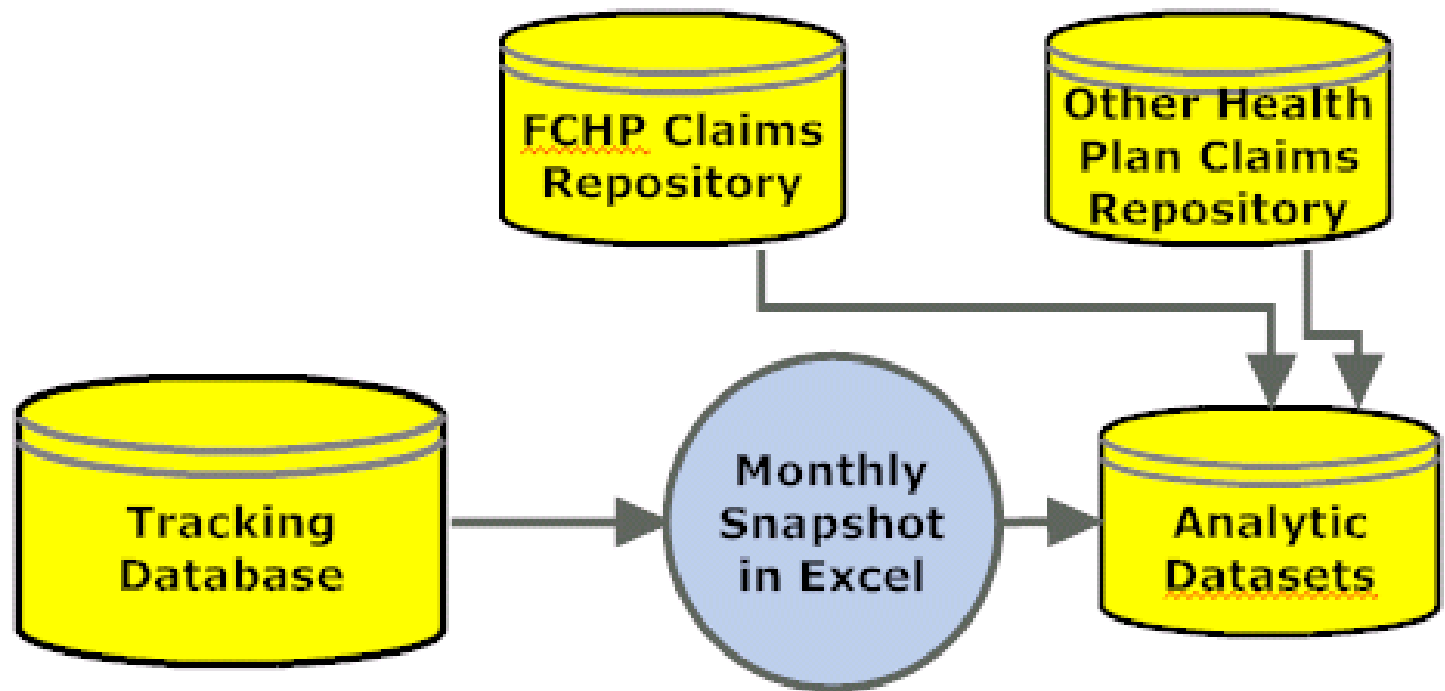 FCHP Claims
Repository
Other Health
Plan Claims
Repository
Tracking
Database
Monthly
Snapshot
in Excel
Analytic
Datasets